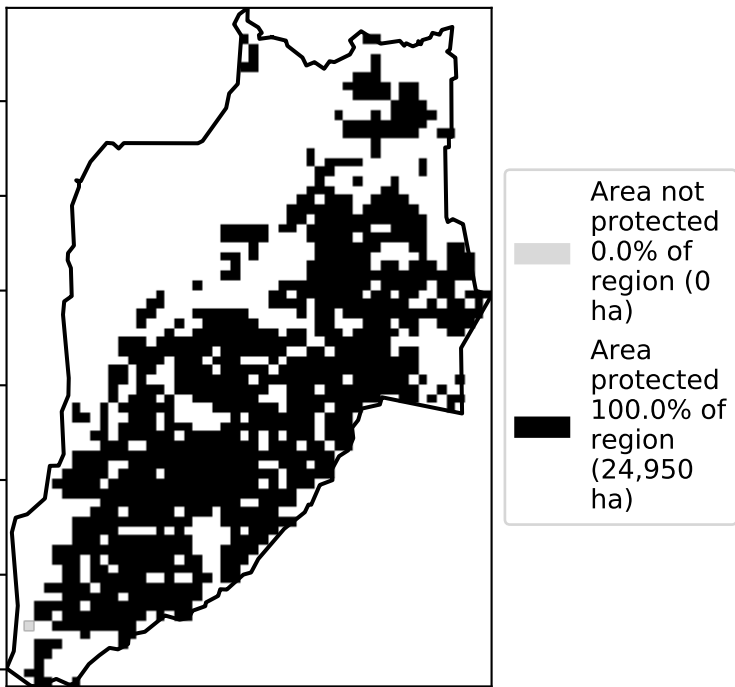 Area not
protected
0.0% of
region (0
ha)
Area
protected
100.0% of
region
(24,950
ha)